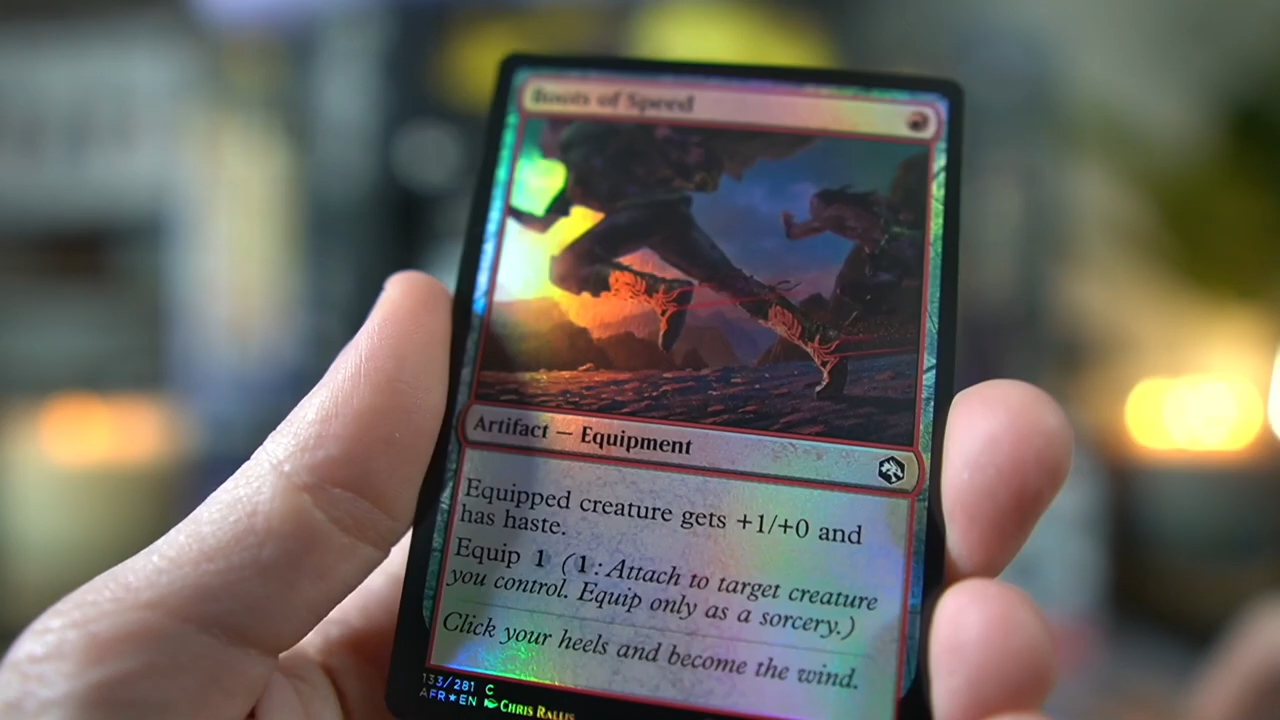 Boots of Speed
Artifact — Equipment
Equipped creature gets +1/+0 and
has haste.
Equip 1 (1: Attach to target creature
you control. Equip only as a sorcery.)
Click your heels and become the wind.
133/281 C
AFR★EN CHRIS RALLIS